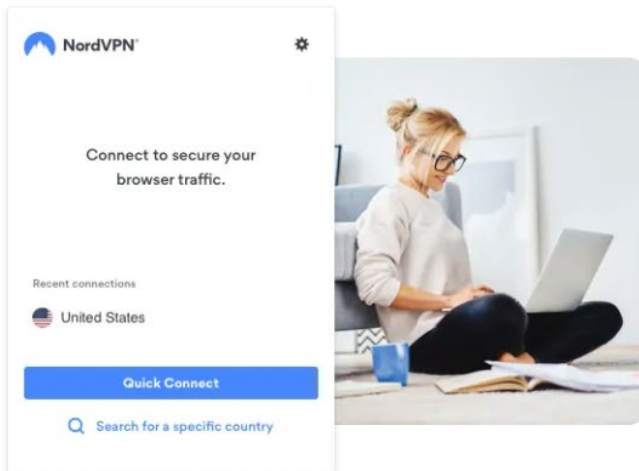 NordVPN®
Connect to secure your
browser traffic.
Recent connections
United States
Quick Connect
Search for a specific country